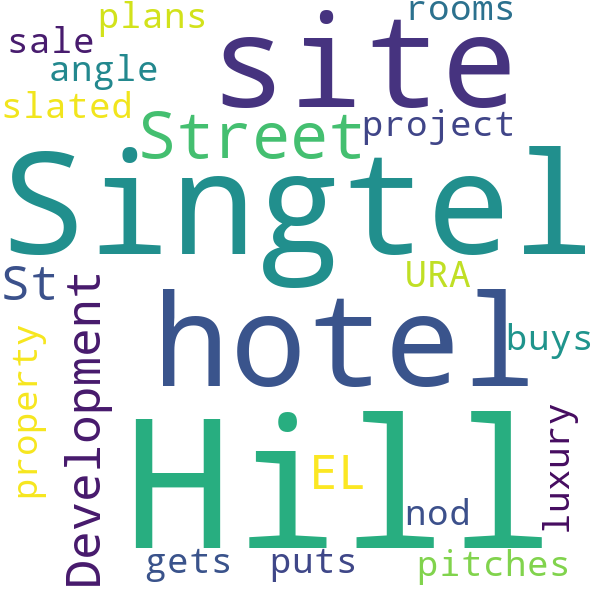 plans
rooms
sale
site
angle
slated
Street
project
Singtel
St
URA
Development
hotel
buys
property
Hill
luxury
EL
nod
gets
puts
pitches